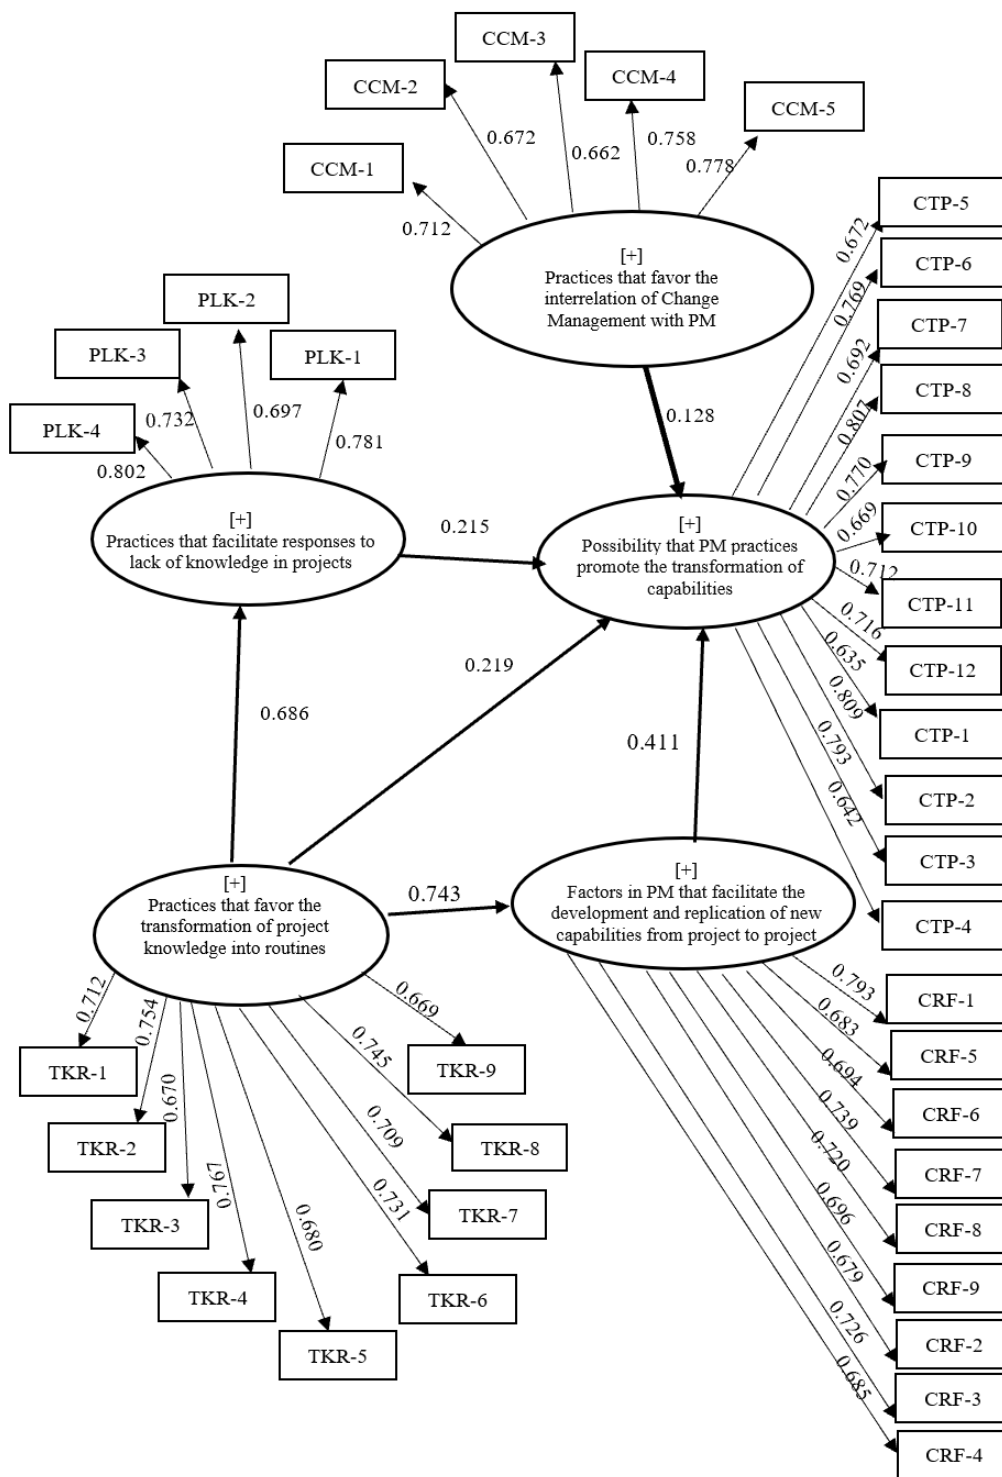 CCM-3
CCM-2
CCM-4
CCM-5
CCM-1
0.672
0.662
0.758
0.778
0.712
[+]
Practices that favor the
interrelation of Change
Management with PM
0.128
PLK-2
PLK-3
PLK-1
PLK-4
0.802
0.732
0.697
0.781
[+]
Practices that facilitate responses to
lack of knowledge in projects
0.215
[+]
Possibility that PM practices
promote the transformation of
capabilities
0.672
0.769
0.692
0.807
0.770
0.669
0.712
0.716
0.635
0.809
0.793
0.642
CTP-5
CTP-6
CTP-7
CTP-8
CTP-9
CTP-10
CTP-11
CTP-12
CTP-1
CTP-2
CTP-3
CTP-4
0.686
0.219
0.411
[+]
Practices that favor the
transformation of project
knowledge into routines
0.743
[+]
Factors in PM that facilitate the
development and replication of new
capabilities from project to project
0.712
0.754
0.670
0.767
0.680
0.731
0.709
0.745
0.669
TKR-1
TKR-2
TKR-3
TKR-4
TKR-5
TKR-6
TKR-7
TKR-8
TKR-9
0.793
0.683
0.694
0.739
0.720
0.696
0.679
0.726
0.685
CRF-1
CRF-5
CRF-6
CRF-7
CRF-8
CRF-9
CRF-2
CRF-3
CRF-4